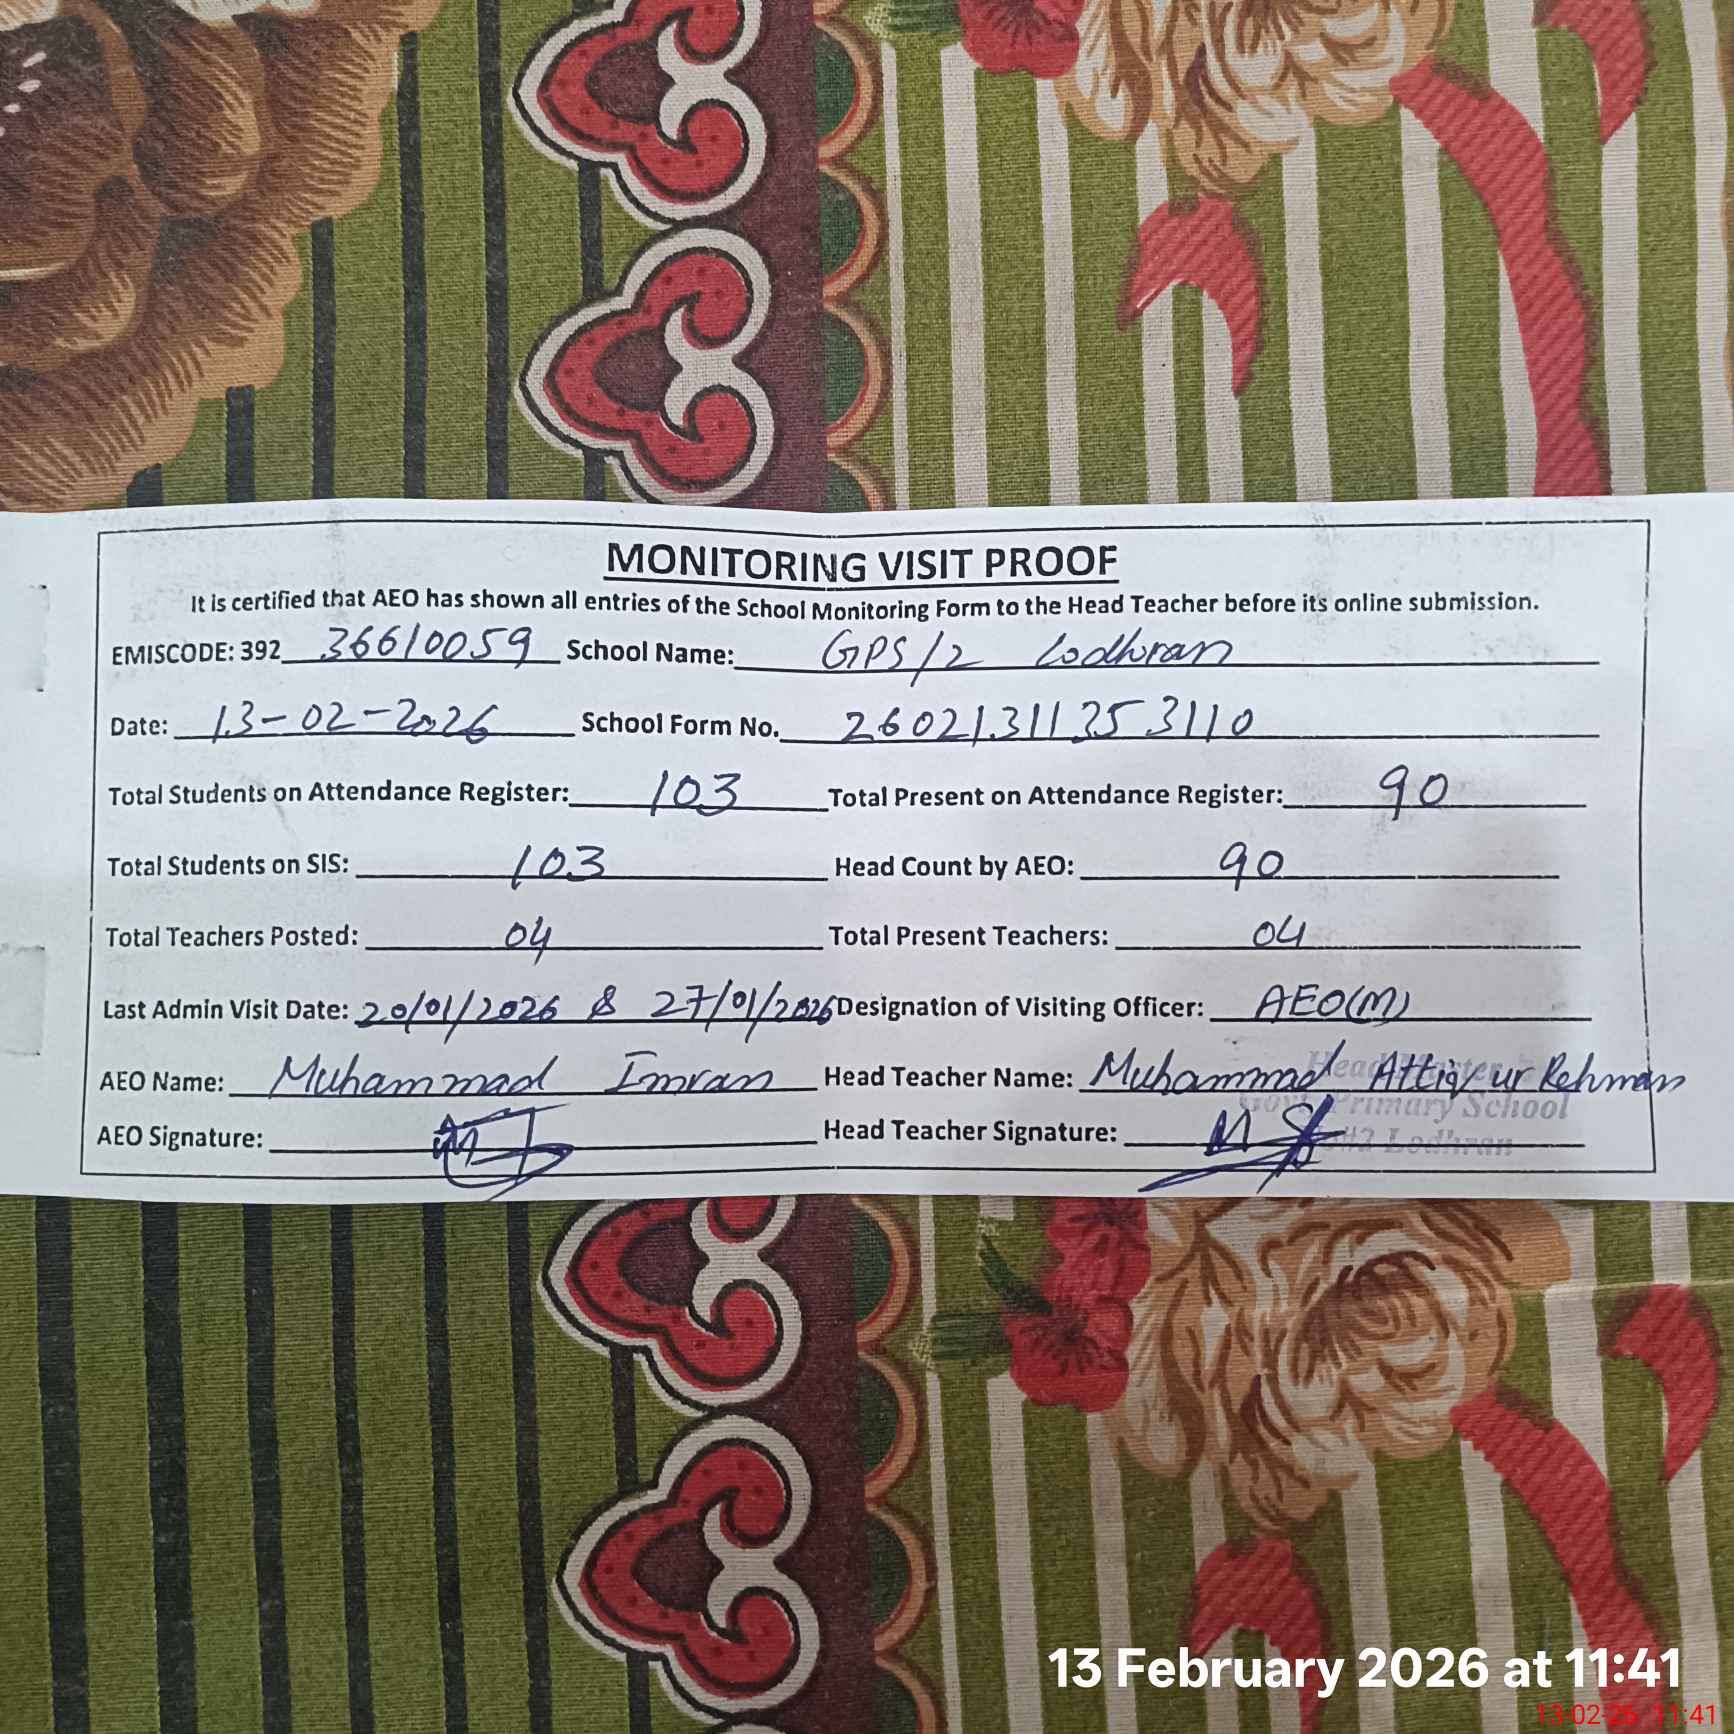 MONITORING VISIT PROOF
It is certified that AEO has shown all entries of the School Monitoring Form to the Head Teacher before its online submission.
EMISCODE: 392 36610059 School Name: GPS/2 Lodhran
Date: 13-02-2026 School Form No. 26021311353110
Total Students on Attendance Register: 103 Total Present on Attendance Register: 90
Total Students on SIS: 103 Head Count by AEO: 90
Total Teachers Posted: 04 Total Present Teachers: 04
Last Admin Visit Date: 20/01/2026 & 27/01/2026 Designation of Visiting Officer: AEO(M)
AEO Name: Muhammad Imran Head Teacher Name: Muhammad Attiq ur Rehman
Head Master
Govt. Primary School
AEO Signature: Head Teacher Signature:
#2 Lodhran
13 February 2026 at 11:41
13-02-26 11:41